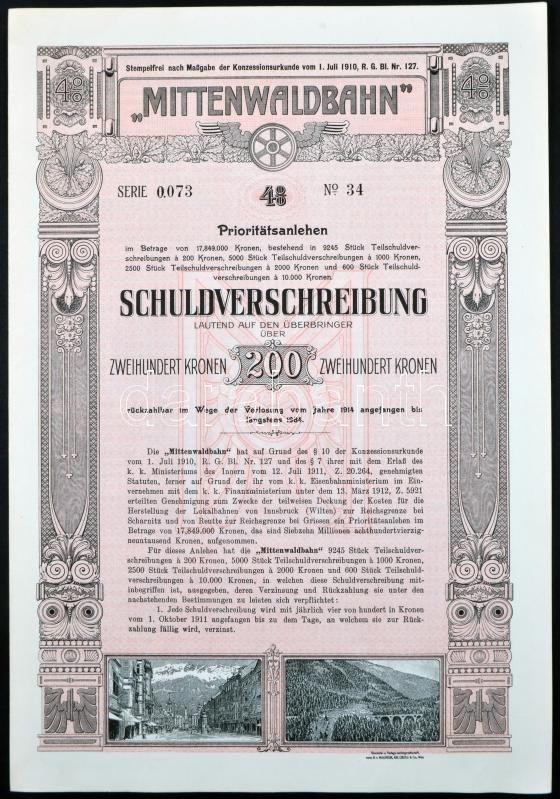 Stempelfrei nach Maßgabe der Konzessionsurkunde vom 1. Juli 1910, R. G. Bl. Nr. 127.
4% 4%
„MITTENWALDBAHN“
SERIE 0.073 4% Nº 34
Prioritätsanlehen
im Betrage von 17,849.000 Kronen, bestehend in 9245 Stück Teilschuldver-
schreibungen à 200 Kronen, 5000 Stück Teilschuldverschreibungen à 1000 Kronen,
2500 Stück Teilschuldverschreibungen à 2000 Kronen und 600 Stück Teilschuld-
verschreibungen à 10.000 Kronen.
SCHULDVERSCHREIBUNG
LAUTEND AUF DEN ÜBERBRINGER
ÜBER
ZWEIHUNDERT KRONEN 200 ZWEIHUNDERT KRONEN
rückzahlbar im Wege der Verlosung vom Jahre 1914 angefangen bis
längstens 1984.
Die „Mittenwaldbahn“ hat auf Grund des § 10 der Konzessionsurkunde
vom 1. Juli 1910, R. G. Bl. Nr. 127 und des § 7 ihrer mit dem Erlaß des
k. k. Ministeriums des Innern vom 12. Juli 1911, Z. 20.264, genehmigten
Statuten, ferner auf Grund der ihr vom k. k. Eisenbahnministerium im Ein-
vernehmen mit dem k. k. Finanzministerium unter dem 13. März 1912, Z. 5921
erteilten Genehmigung zum Zwecke der teilweisen Deckung der Kosten für die
Herstellung der Lokalbahnen von Innsbruck (Wilten) zur Reichsgrenze bei
Scharnitz und von Reutte zur Reichsgrenze bei Griesen ein Prioritätsanlehen im
Betrage von 17,849.000 Kronen, das sind Siebzehn Millionen achthundertvierzig-
neuntausend Kronen, aufgenommen.
Für dieses Anlehen hat die „Mittenwaldbahn“ 9245 Stück Teilschuldver-
schreibungen à 200 Kronen, 5000 Stück Teilschuldverschreibungen à 1000 Kronen,
2500 Stück Teilschuldverschreibungen à 2000 Kronen und 600 Stück Teilschuld-
verschreibungen à 10.000 Kronen, in welchen diese Schuldverschreibung mit-
inbegriffen ist, ausgegeben, deren Verzinsung und Rückzahlung sie unter den
nachstehenden Bestimmungen zu leisten sich verpflichtet:
1. Jede Schuldverschreibung wird mit jährlich vier von hundert in Kronen
vom 1. Oktober 1911 angefangen bis zu dem Tage, an welchem sie zur Rück-
zahlung fällig wird, verzinst.